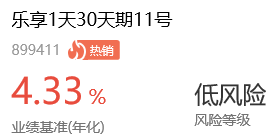 乐享1天30天期11号
899411 热销
4.33% 低风险
业绩基准(年化) 风险等级